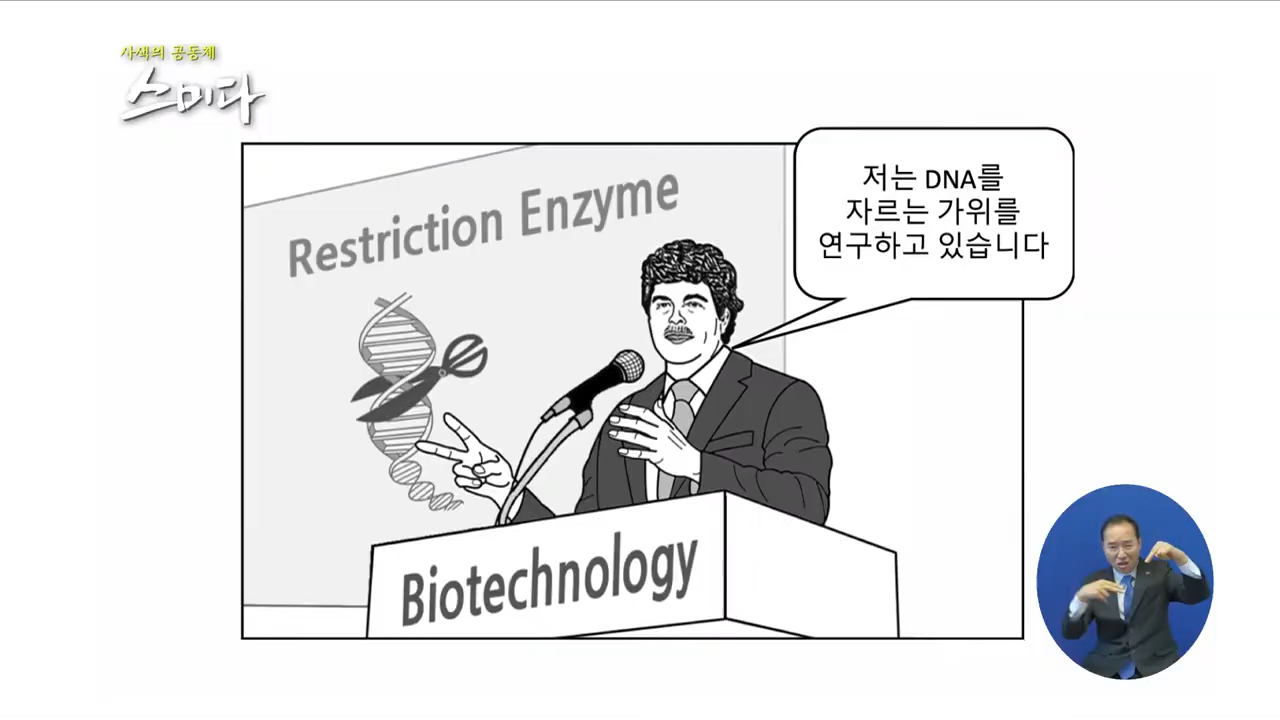 사색의 공동체
스미다
Restriction Enzyme
저는 DNA를
자르는 가위를
연구하고 있습니다
Biotechnology